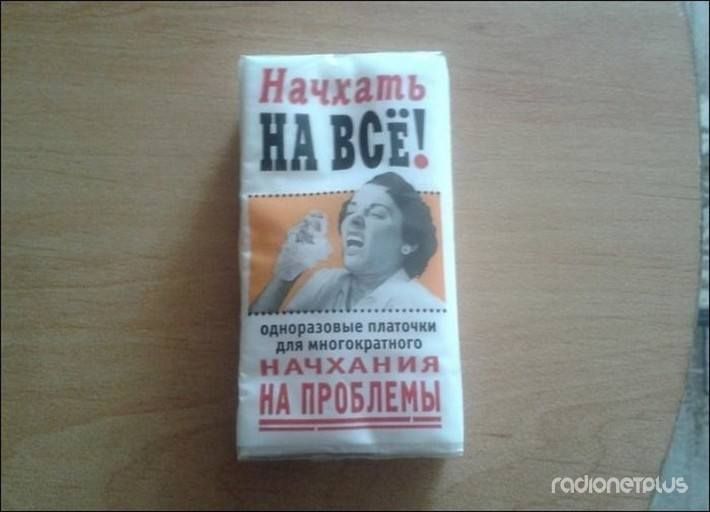 Начхать
НА ВСЁ!
одноразовые платочки
для многократного
НАЧХАНИЯ
НА ПРОБЛЕМЫ
radionetplus